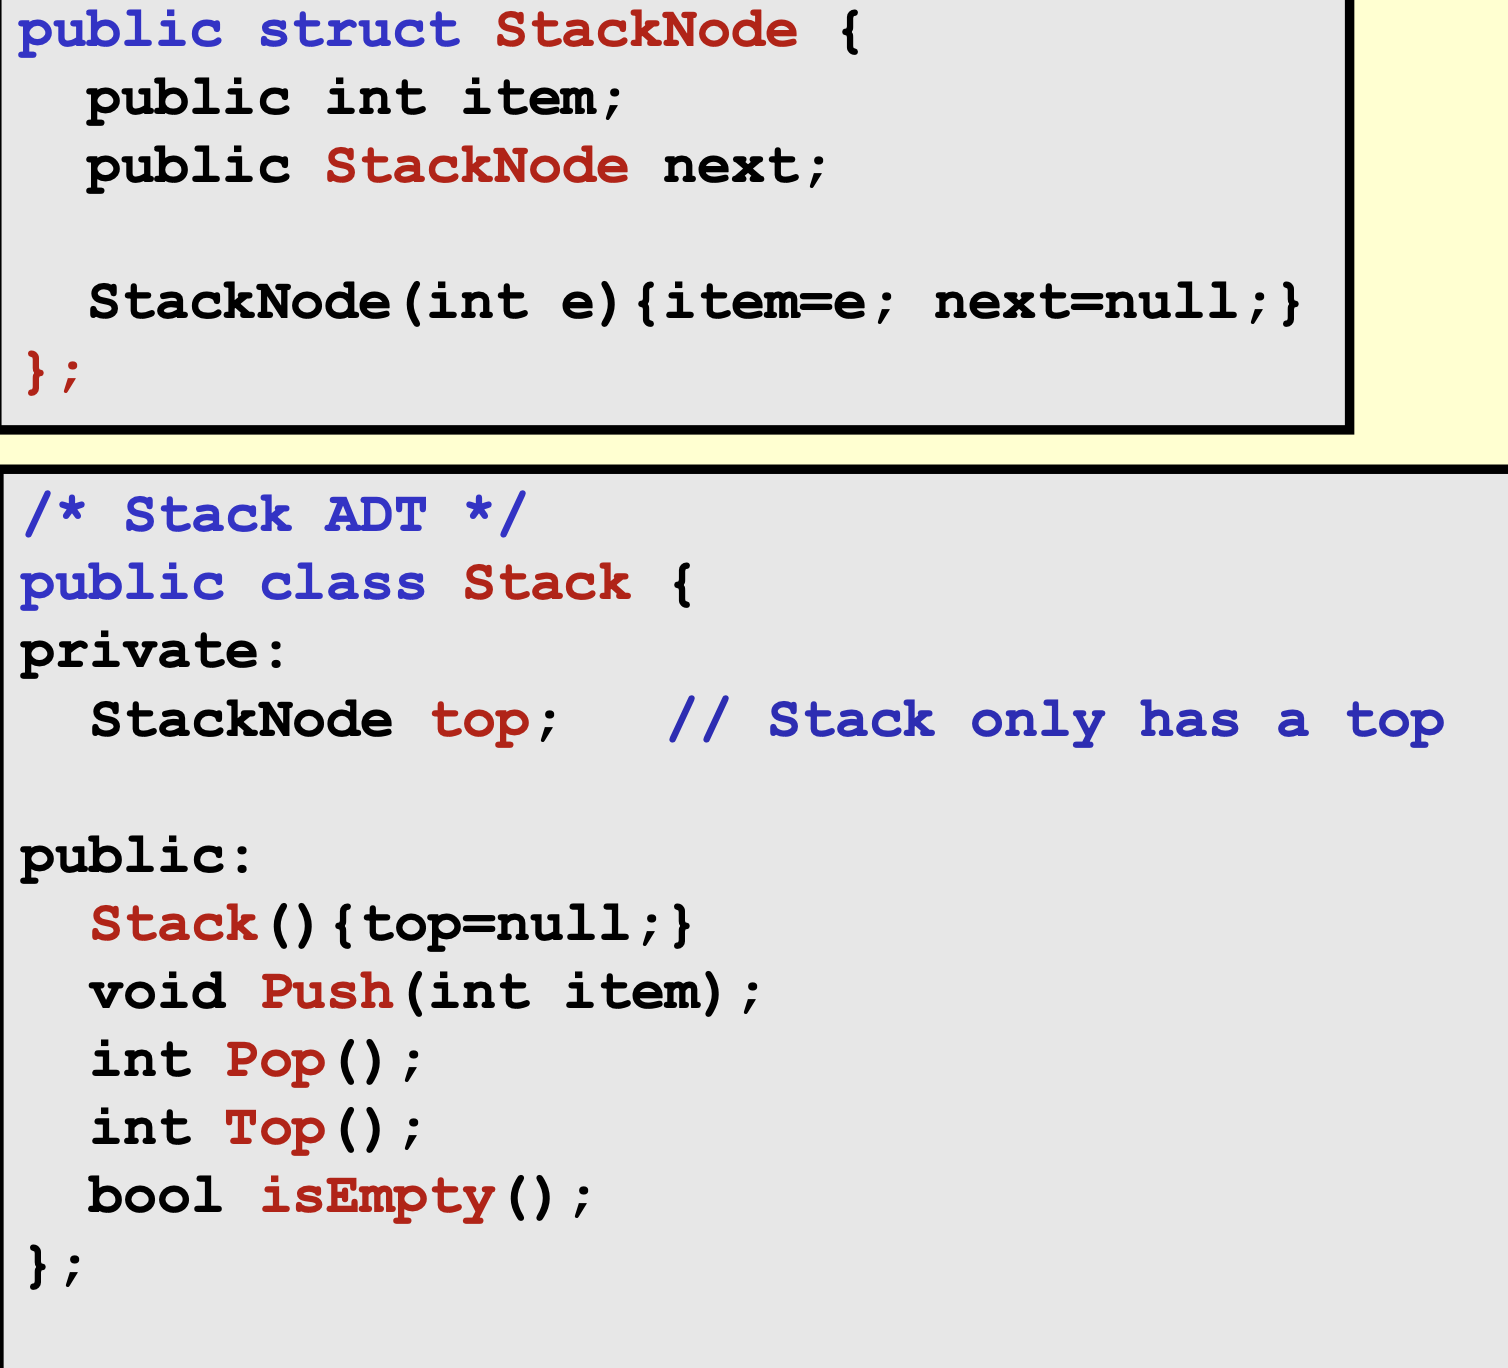 public struct StackNode {
public int item;
public StackNode next;
StackNode(int e){item=e; next=null;}
};
/* Stack ADT */
public class Stack {
private:
StackNode top; // Stack only has a top
public:
Stack(){top=null;}
void Push(int item);
int Pop();
int Top();
bool isEmpty();
};